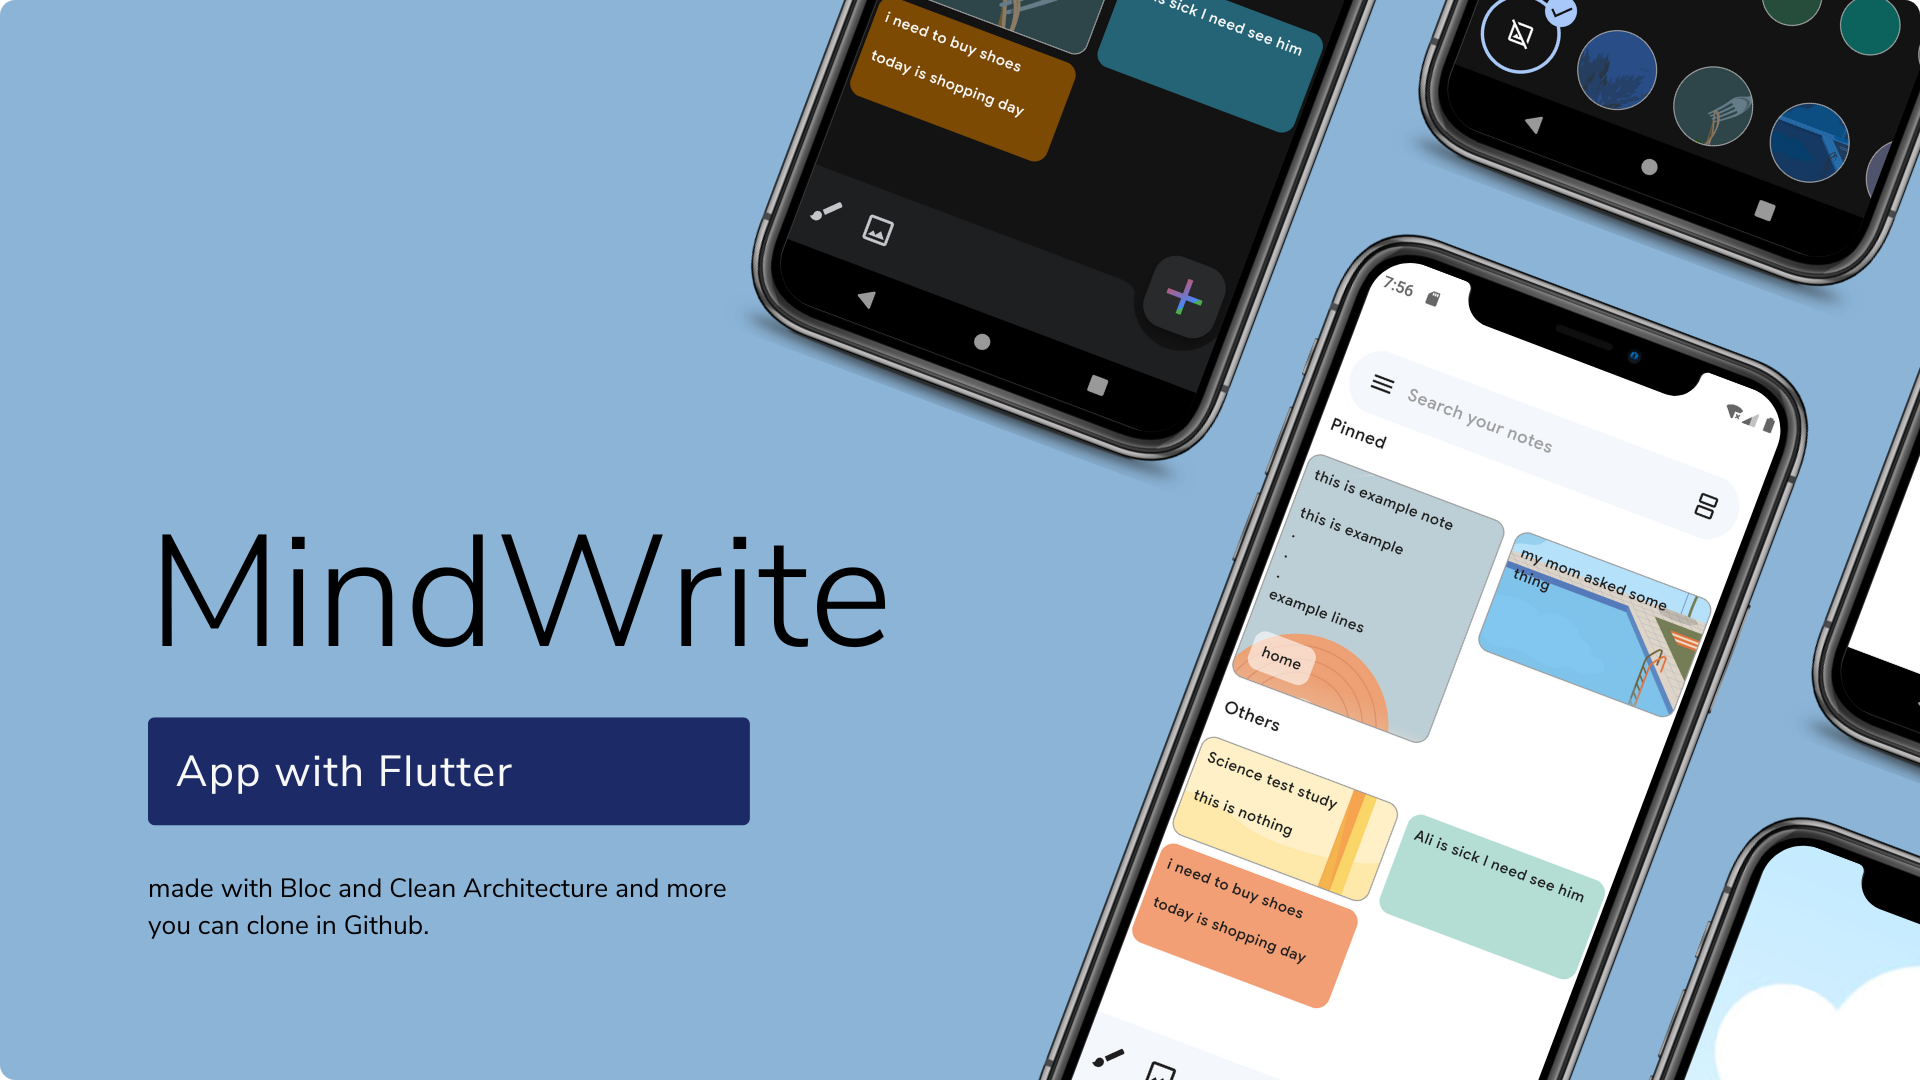 MindWrite
App with Flutter
made with Bloc and Clean Architecture and more
you can clone in Github.
i need to buy shoes
today is shopping day
is sick I need see him
7:56
Search your notes
Pinned
this is example note
this is example
.
.
.
example lines
home
my mom asked some
thing
Others
Science test study
this is nothing
Ali is sick I need see him
i need to buy shoes
today is shopping day